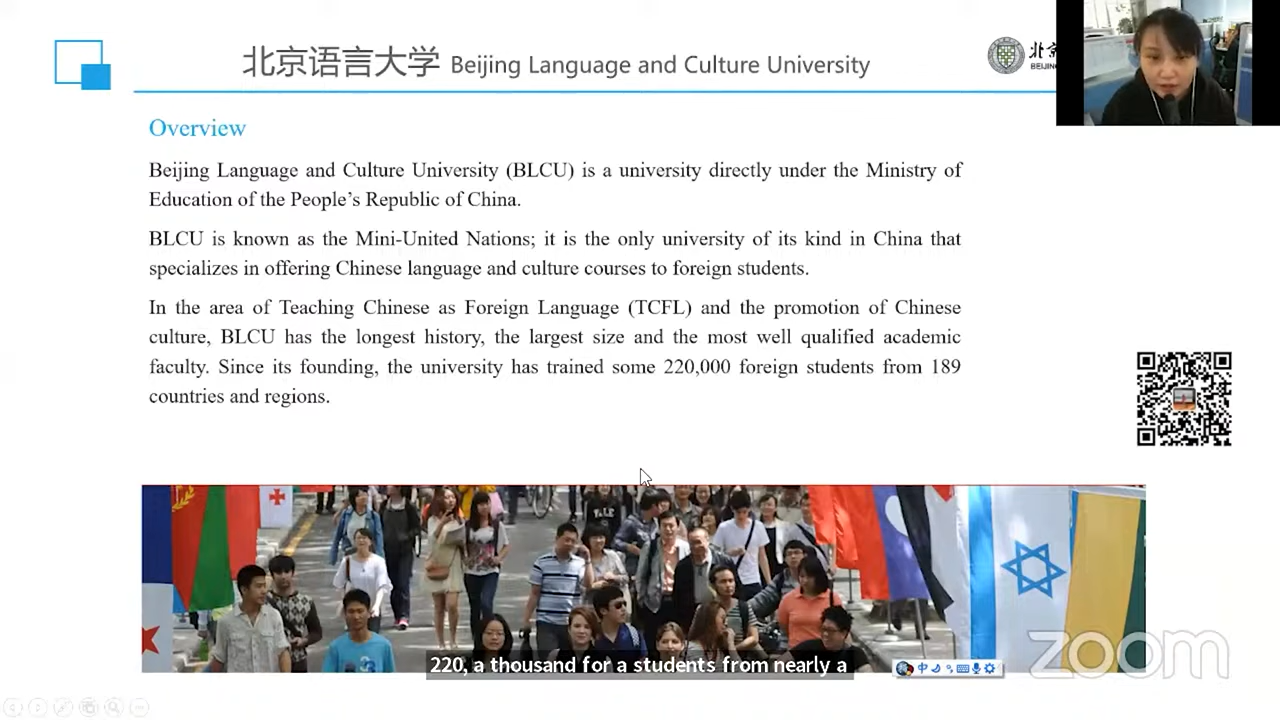 北京语言大学 Beijing Language and Culture University
北京
BEIJING
Overview
Beijing Language and Culture University (BLCU) is a university directly under the Ministry of
Education of the People’s Republic of China.
BLCU is known as the Mini-United Nations; it is the only university of its kind in China that
specializes in offering Chinese language and culture courses to foreign students.
In the area of Teaching Chinese as Foreign Language (TCFL) and the promotion of Chinese
culture, BLCU has the longest history, the largest size and the most well qualified academic
faculty. Since its founding, the university has trained some 220,000 foreign students from 189
countries and regions.
YALE
220, a thousand for a students from nearly a
中
zoom